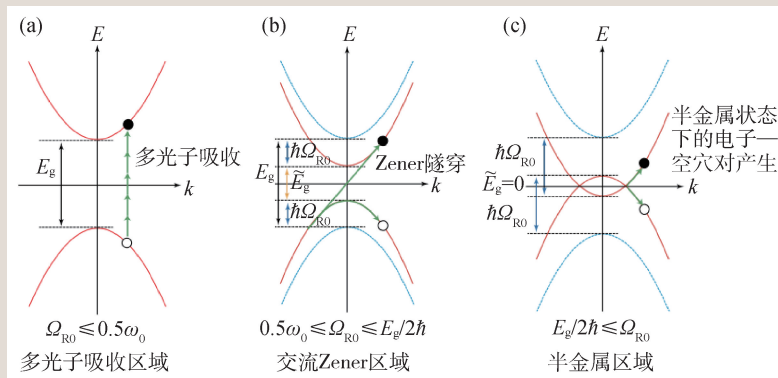 (a)
E
E_g
多光子吸收
k
Ω_R0≤0.5ω_0
多光子吸收区域
(b)
E
ħΩ_R0
E_g
Ẽ_g
ħΩ_R0
Zener隧穿
k
0.5ω_0≤Ω_R0≤E_g/2ħ
交流Zener区域
(c)
E
ħΩ_R0
Ẽ_g=0
ħΩ_R0
半金属状态
下的电子—
空穴对产生
k
E_g/2ħ≤Ω_R0
半金属区域